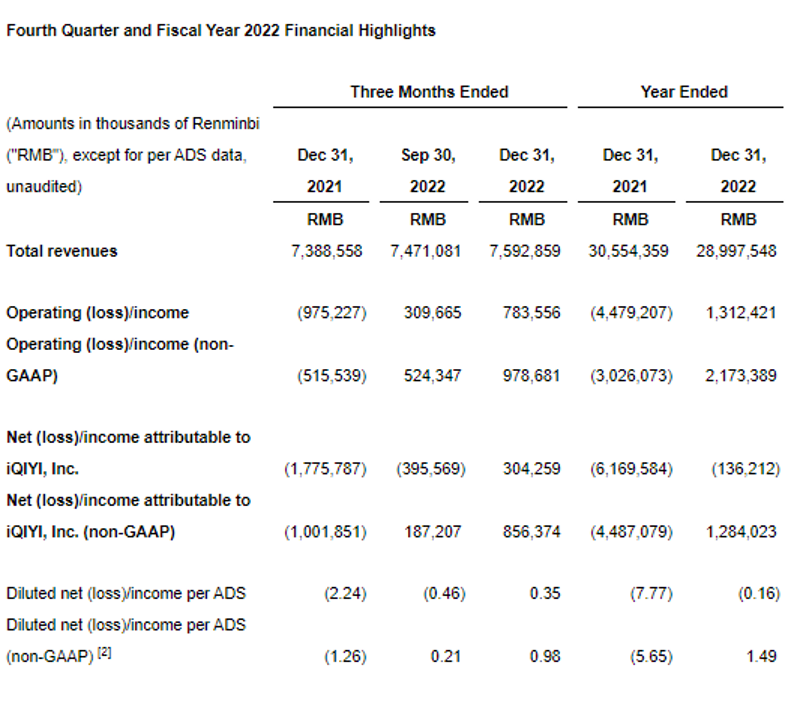 Fourth Quarter and Fiscal Year 2022 Financial Highlights
Three Months Ended Year Ended
(Amounts in thousands of Renminbi
("RMB"), except for per ADS data, Dec 31, Sep 30, Dec 31, Dec 31, Dec 31,
unaudited) 2021 2022 2022 2021 2022
RMB RMB RMB RMB RMB
Total revenues 7,388,558 7,471,081 7,592,859 30,554,359 28,997,548
Operating (loss)/income (975,227) 309,665 783,556 (4,479,207) 1,312,421
Operating (loss)/income (non-
GAAP) (515,539) 524,347 978,681 (3,026,073) 2,173,389
Net (loss)/income attributable to
iQIYI, Inc. (1,775,787) (395,569) 304,259 (6,169,584) (136,212)
Net (loss)/income attributable to
iQIYI, Inc. (non-GAAP) (1,001,851) 187,207 856,374 (4,487,079) 1,284,023
Diluted net (loss)/income per ADS (2.24) (0.46) 0.35 (7.77) (0.16)
Diluted net (loss)/income per ADS
(non-GAAP) [2] (1.26) 0.21 0.98 (5.65) 1.49